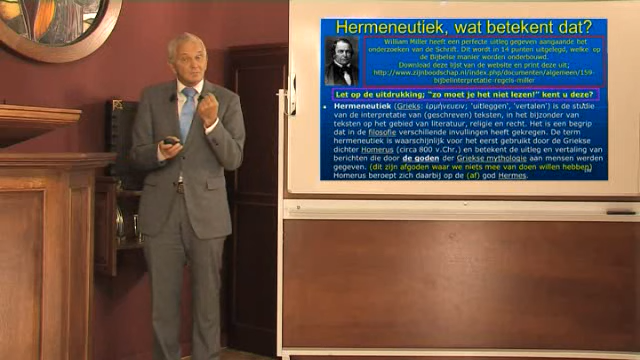 Hermeneutiek, wat betekent dat?
William Miller heeft een perfecte uitleg gegeven aangaande het
onderzoeken van de Schrift. Dit wordt in 14 punten uitgelegd, welke op
de Bijbelse manier worden onderbouwd.
Download deze lijst van de website en print deze uit;
http://www.zijnboodschap.nl/index.php/documenten/algemeen/159-
bijbelinterpretatie-regels-miller
Let op de uitdrukking; "zo moet je het niet lezen!" kent u deze?
• Hermeneutiek (Grieks: ἑρμηνευειν, 'uitleggen', 'vertalen') is de studie
van de interpretatie van (geschreven) teksten, in het bijzonder van
teksten op het gebied van literatuur, religie en recht. Het is een begrip
dat in de filosofie verschillende invullingen heeft gekregen. De term
hermeneutiek is waarschijnlijk voor het eerst gebruikt door de Griekse
dichter Homerus (circa 800 v.Chr.) en betekent de uitleg en vertaling van
berichten die door de goden der Griekse mythologie aan mensen werden
gegeven. (dit zijn afgoden waar we niets mee van doen willen hebben)
Homerus beroept zich daarbij op de (af) god Hermes.